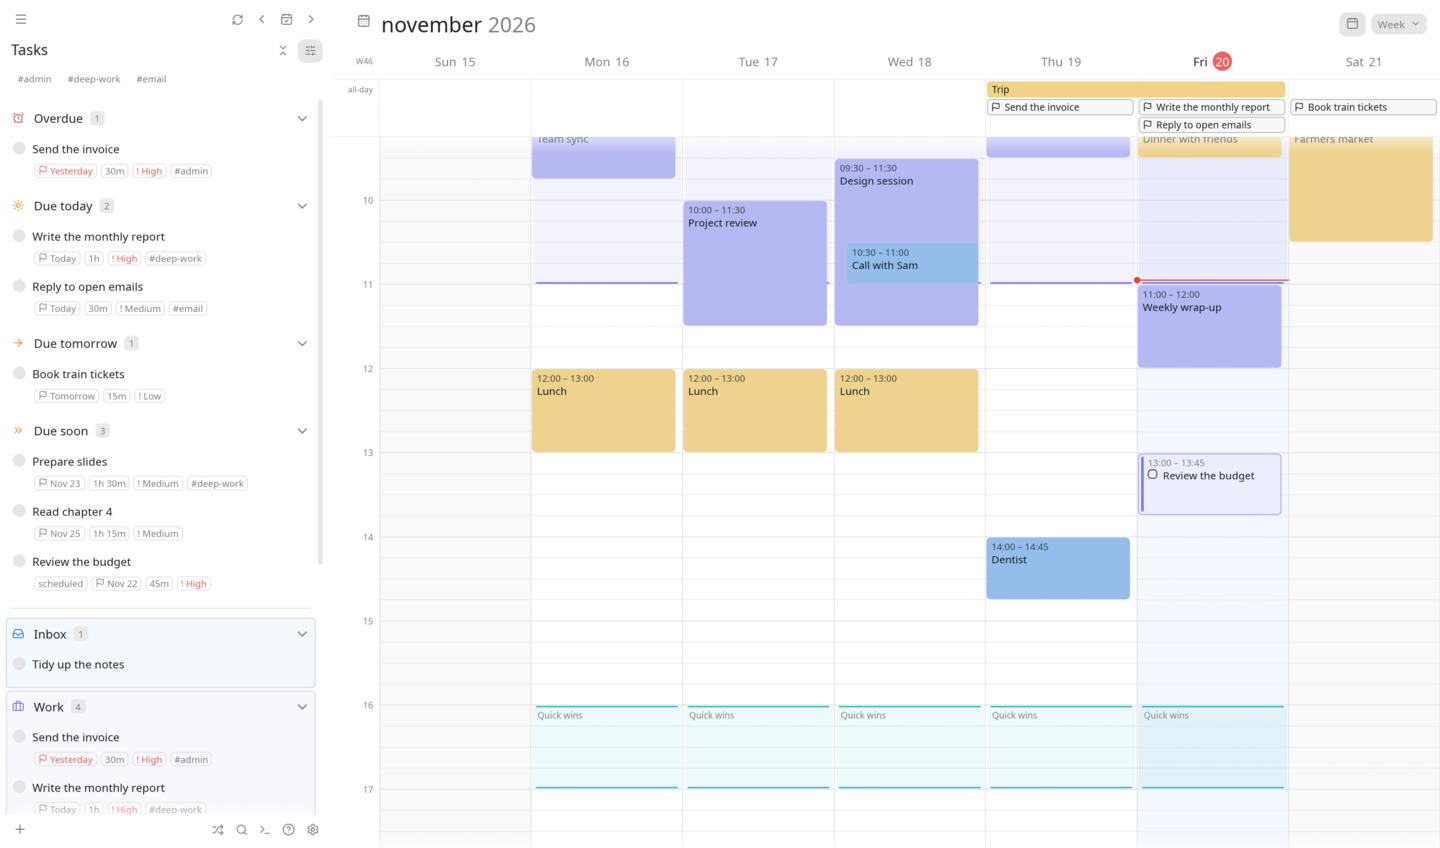 Tasks
#admin #deep-work #email
Overdue 1
Send the invoice
Yesterday 30m ! High #admin
Due today 2
Write the monthly report
Today 1h ! High #deep-work
Reply to open emails
Today 30m ! Medium #email
Due tomorrow 1
Book train tickets
Tomorrow 15m ! Low
Due soon 3
Prepare slides
Nov 23 1h 30m ! Medium #deep-work
Read chapter 4
Nov 25 1h 15m ! Medium
Review the budget
scheduled Nov 22 45m ! High
Inbox 1
Tidy up the notes
Work 4
Send the invoice
Yesterday 30m ! High #admin
Write the monthly report
Today 1h ! High #deep-work
november 2026
Week
W46 Sun 15 Mon 16 Tue 17 Wed 18 Thu 19 Fri 20 Sat 21
all-day
Trip
Send the invoice
Write the monthly report
Book train tickets
Reply to open emails
Team sync
Dinner with friends
Farmers market
09:30 – 11:30
Design session
10
10:00 – 11:30
Project review
10:30 – 11:00
Call with Sam
11
11:00 – 12:00
Weekly wrap-up
12
12:00 – 13:00
Lunch
12:00 – 13:00
Lunch
12:00 – 13:00
Lunch
13
13:00 – 13:45
Review the budget
14
14:00 – 14:45
Dentist
15
16
Quick wins
Quick wins
Quick wins
Quick wins
Quick wins
17